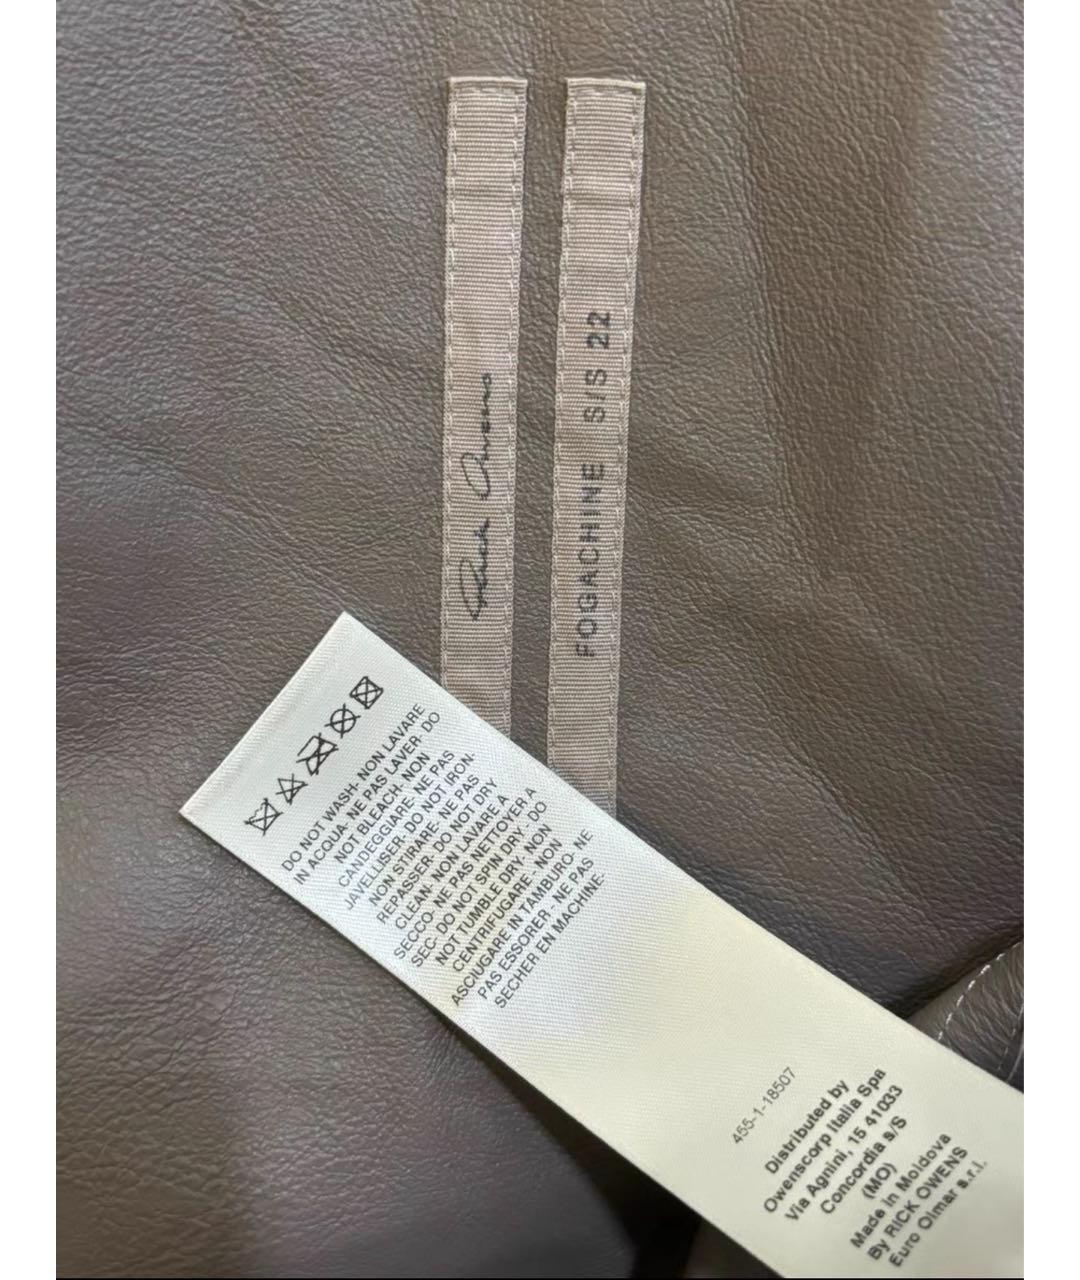 Rick Owens
FOGACHINE S/S 22
DO NOT WASH- NON LAVARE
IN ACQUA- NE PAS LAVER- DO
NOT BLEACH- NON
CANDEGGIARE- NE PAS
JAVELLISER- DO NOT IRON-
NON STIRARE- NE PAS
REPASSER- DO NOT DRY
CLEAN- NON LAVARE A
SECCO- NE PAS NETTOYER A
SEC- DO NOT SPIN DRY - DO
NOT TUMBLE DRY- NON
CENTRIFUGARE - NON
ASCIUGARE IN TAMBURO- NE
PAS ESSORER - NE PAS
SECHER EN MACHINE-
455-1-18507
Distributed by
Owenscorp Italia Spa
Via Agnini, 15 41033
Concordia s/S
(MO)
Made in Moldova
By RICK OWENS
Euro Olmar s.r.l.